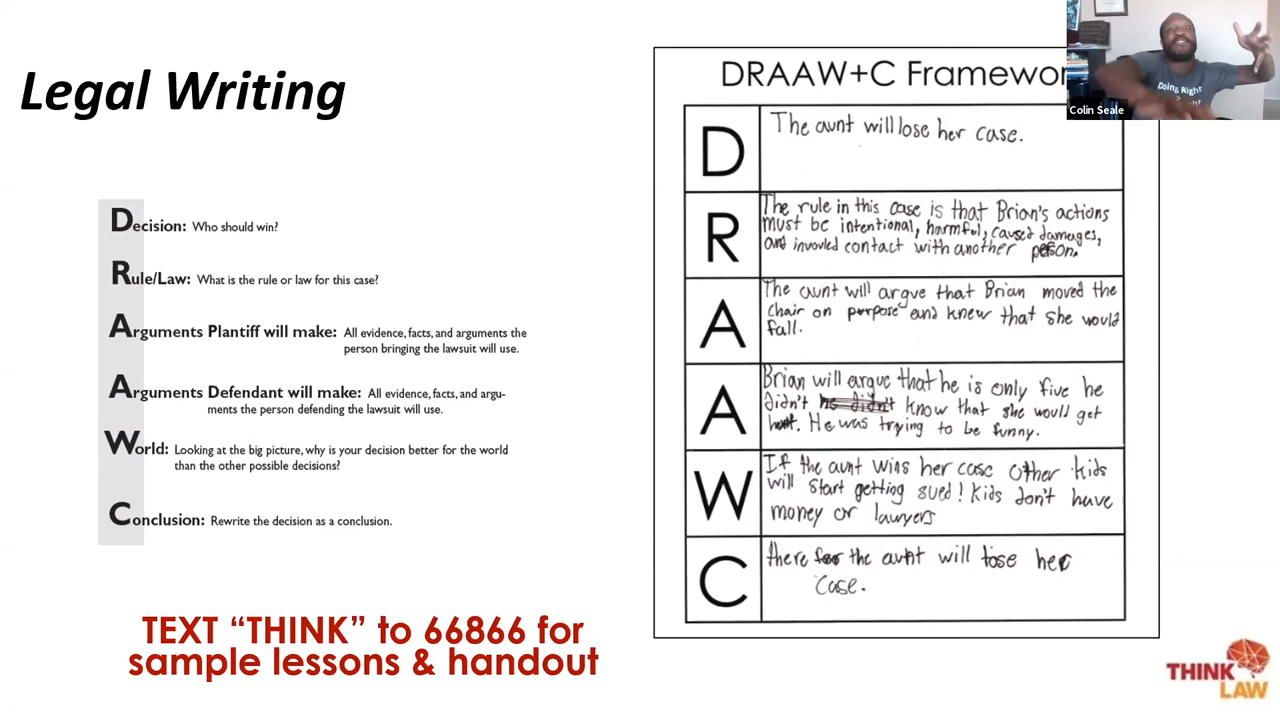 Legal Writing
Decision: Who should win?
Rule/Law: What is the rule or law for this case?
Arguments Plantiff will make: All evidence, facts, and arguments the
person bringing the lawsuit will use.
Arguments Defendant will make: All evidence, facts, and argu-
ments the person defending the lawsuit will use.
World: Looking at the big picture, why is your decision better for the world
than the other possible decisions?
Conclusion: Rewrite the decision as a conclusion.
TEXT “THINK” to 66866 for
sample lessons & handout
DRAAW+C Framewor
D
The aunt will lose her case.
R
The rule in this case is that Brian's actions
must be intentional, harmful, caused damages,
and invovled contact with another person.
A
The aunt will argue that Brian moved the
chair on purpose and knew that she would
fall.
A
Brian will argue that he is only five he
didn't he didn't know that she would get
hurt. He was trying to be funny.
W
If the aunt wins her case other kids
will start getting sued! Kids don't have
money or lawyers
C
there for the aunt will lose her
case.
Doing Right
Colin Seale
THINK
LAW